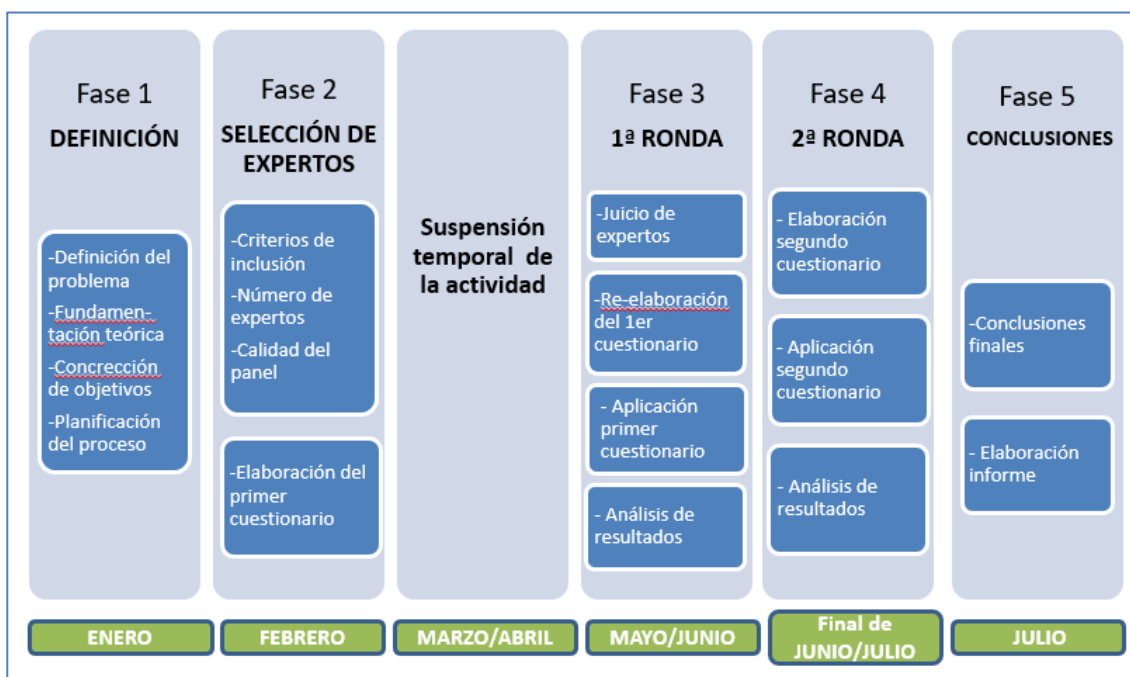 Fase 1
DEFINICIÓN
-Definición del
problema
-Fundamen-
tación teórica
-Concrección
de objetivos
-Planificación
del proceso
ENERO
Fase 2
SELECCIÓN DE
EXPERTOS
-Criterios de
inclusión
-Número de
expertos
-Calidad del
panel
-Elaboración del
primer
cuestionario
FEBRERO
Suspensión
temporal de
la actividad
MARZO/ABRIL
Fase 3
1ª RONDA
-Juicio de
expertos
-Re-elaboración
del 1er
cuestionario
- Aplicación
primer
cuestionario
- Análisis de
resultados
MAYO/JUNIO
Fase 4
2ª RONDA
- Elaboración
segundo
cuestionario
- Aplicación
segundo
cuestionario
- Análisis de
resultados
Final de
JUNIO/JULIO
Fase 5
CONCLUSIONES
-Conclusiones
finales
- Elaboración
informe
JULIO